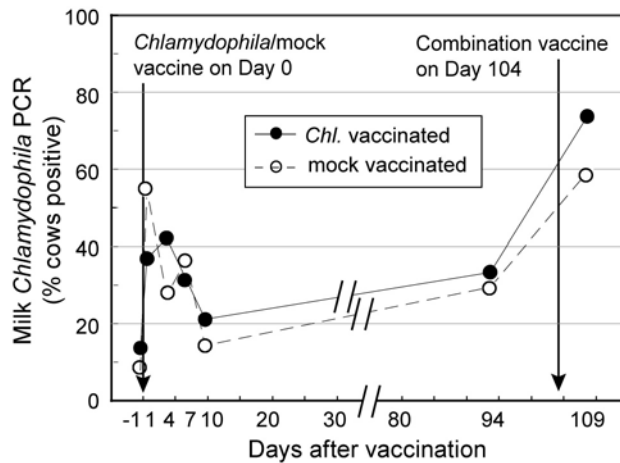 100
80
60
40
20
0
Milk Chlamydophila PCR
(% cows positive)
Chlamydophila/mock
vaccine on Day 0
Combination vaccine
on Day 104
Chl. vaccinated
mock vaccinated
-1 1 4 7 10 20 30 80 94 109
Days after vaccination